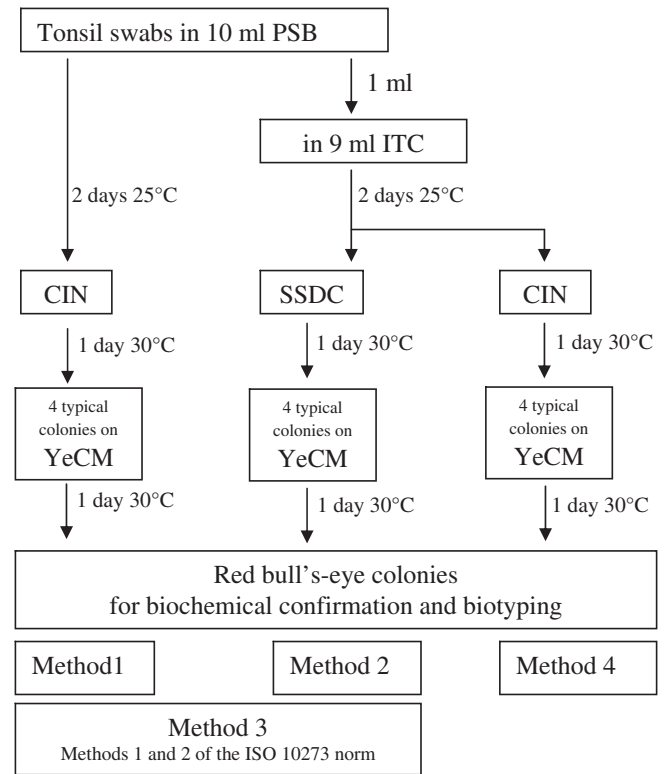 Tonsil swabs in 10 ml PSB
1 ml
in 9 ml ITC
2 days 25°C
2 days 25°C
CIN
SSDC
CIN
1 day 30°C
1 day 30°C
1 day 30°C
4 typical
colonies on
YeCM
4 typical
colonies on
YeCM
4 typical
colonies on
YeCM
1 day 30°C
1 day 30°C
1 day 30°C
Red bull's-eye colonies
for biochemical confirmation and biotyping
Method1
Method 2
Method 4
Method 3
Methods 1 and 2 of the ISO 10273 norm